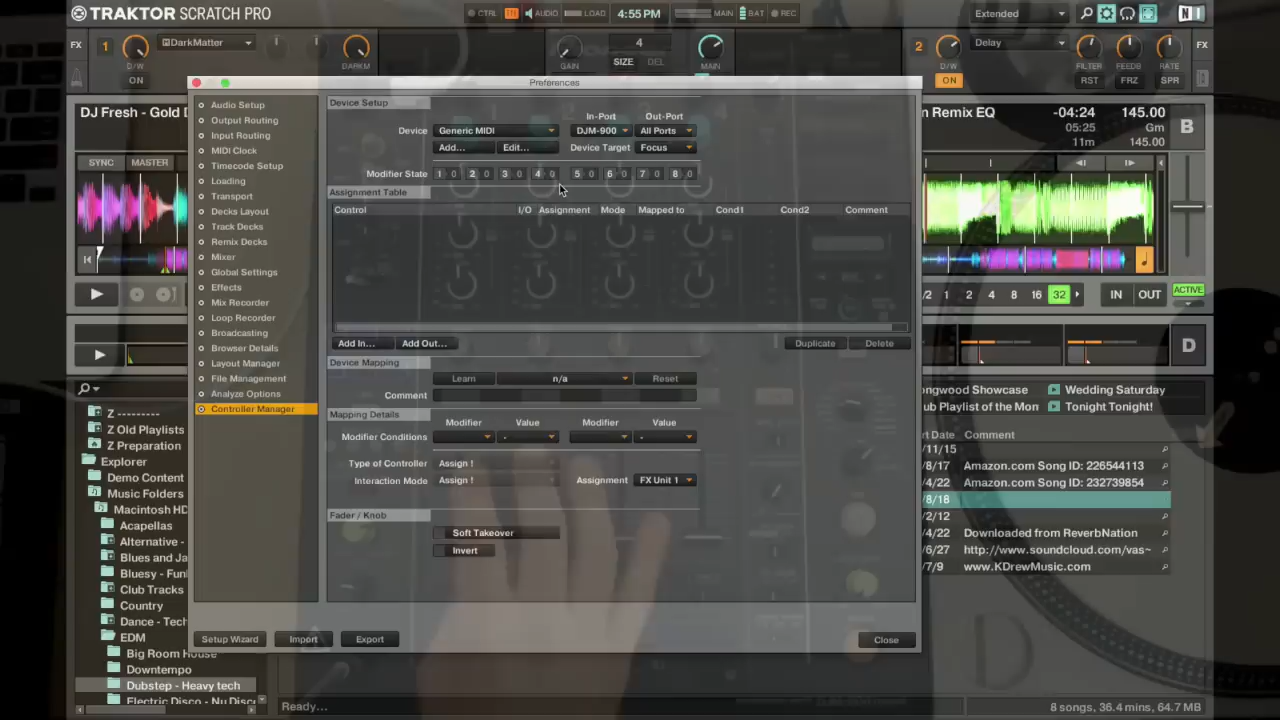 TRAKTOR SCRATCH PRO
CTRL AUDIO LOAD 4:55PM MAIN BAT REC
Extended
FX 1 DarkMatter
D/W
ON
DARKM
GAIN
4
SIZE DEL
MAIN
2 Delay
D/W
ON
FILTER FEEDB RATE
RST FRZ SPR
FX
Preferences
DJ Fresh - Gold D
SYNC MASTER
n Remix EQ
-04:24 145.00
05:25 Gm
11m 145.00
B
/2 1 2 4 8 16 32
IN OUT
ACTIVE
D
Audio Setup
Output Routing
Input Routing
MIDI Clock
Timecode Setup
Loading
Transport
Decks Layout
Track Decks
Remix Decks
Mixer
Global Settings
Effects
Mix Recorder
Loop Recorder
Broadcasting
Browser Details
Layout Manager
File Management
Analyze Options
Controller Manager
Device Setup
In-Port Out-Port
Device Generic MIDI DJM-900 All Ports
Add... Edit... Device Target Focus
Modifier State 1 0 2 0 3 0 4 0 5 0 6 0 7 0 8 0
Assignment Table
Control I/O Assignment Mode Mapped to Cond1 Cond2 Comment
Add In... Add Out... Duplicate Delete
Device Mapping
Learn n/a Reset
Comment
Mapping Details
Modifier Value Modifier Value
Modifier Conditions - -
Type of Controller Assign !
Interaction Mode Assign ! Assignment FX Unit 1
Fader / Knob
Soft Takeover
Invert
Setup Wizard Import Export Close
Z ---------
Z Old Playlists
Z Preparation
Explorer
Demo Content
Music Folders
Macintosh HD
Acapellas
Alternative -
Blues and Ja
Bluesy - Fun
Club Tracks
Country
Dance - Tech
EDM
Big Room House
Downtempo
Dubstep - Heavy tech
Electric Disco - Nu Disco
ongwood Showcase Wedding Saturday
ub Playlist of the Mon Tonight Tonight!
rt Date Comment
/11/15
/8/17 Amazon.com Song ID: 226544113
/4/22 Amazon.com Song ID: 232739854
/8/18
/2/12
/4/22 Downloaded from ReverbNation
/6/27 http://www.soundcloud.com/vas~
/7/9 www.KDrewMusic.com
Ready...
8 songs, 36.4 mins, 64.7 MB